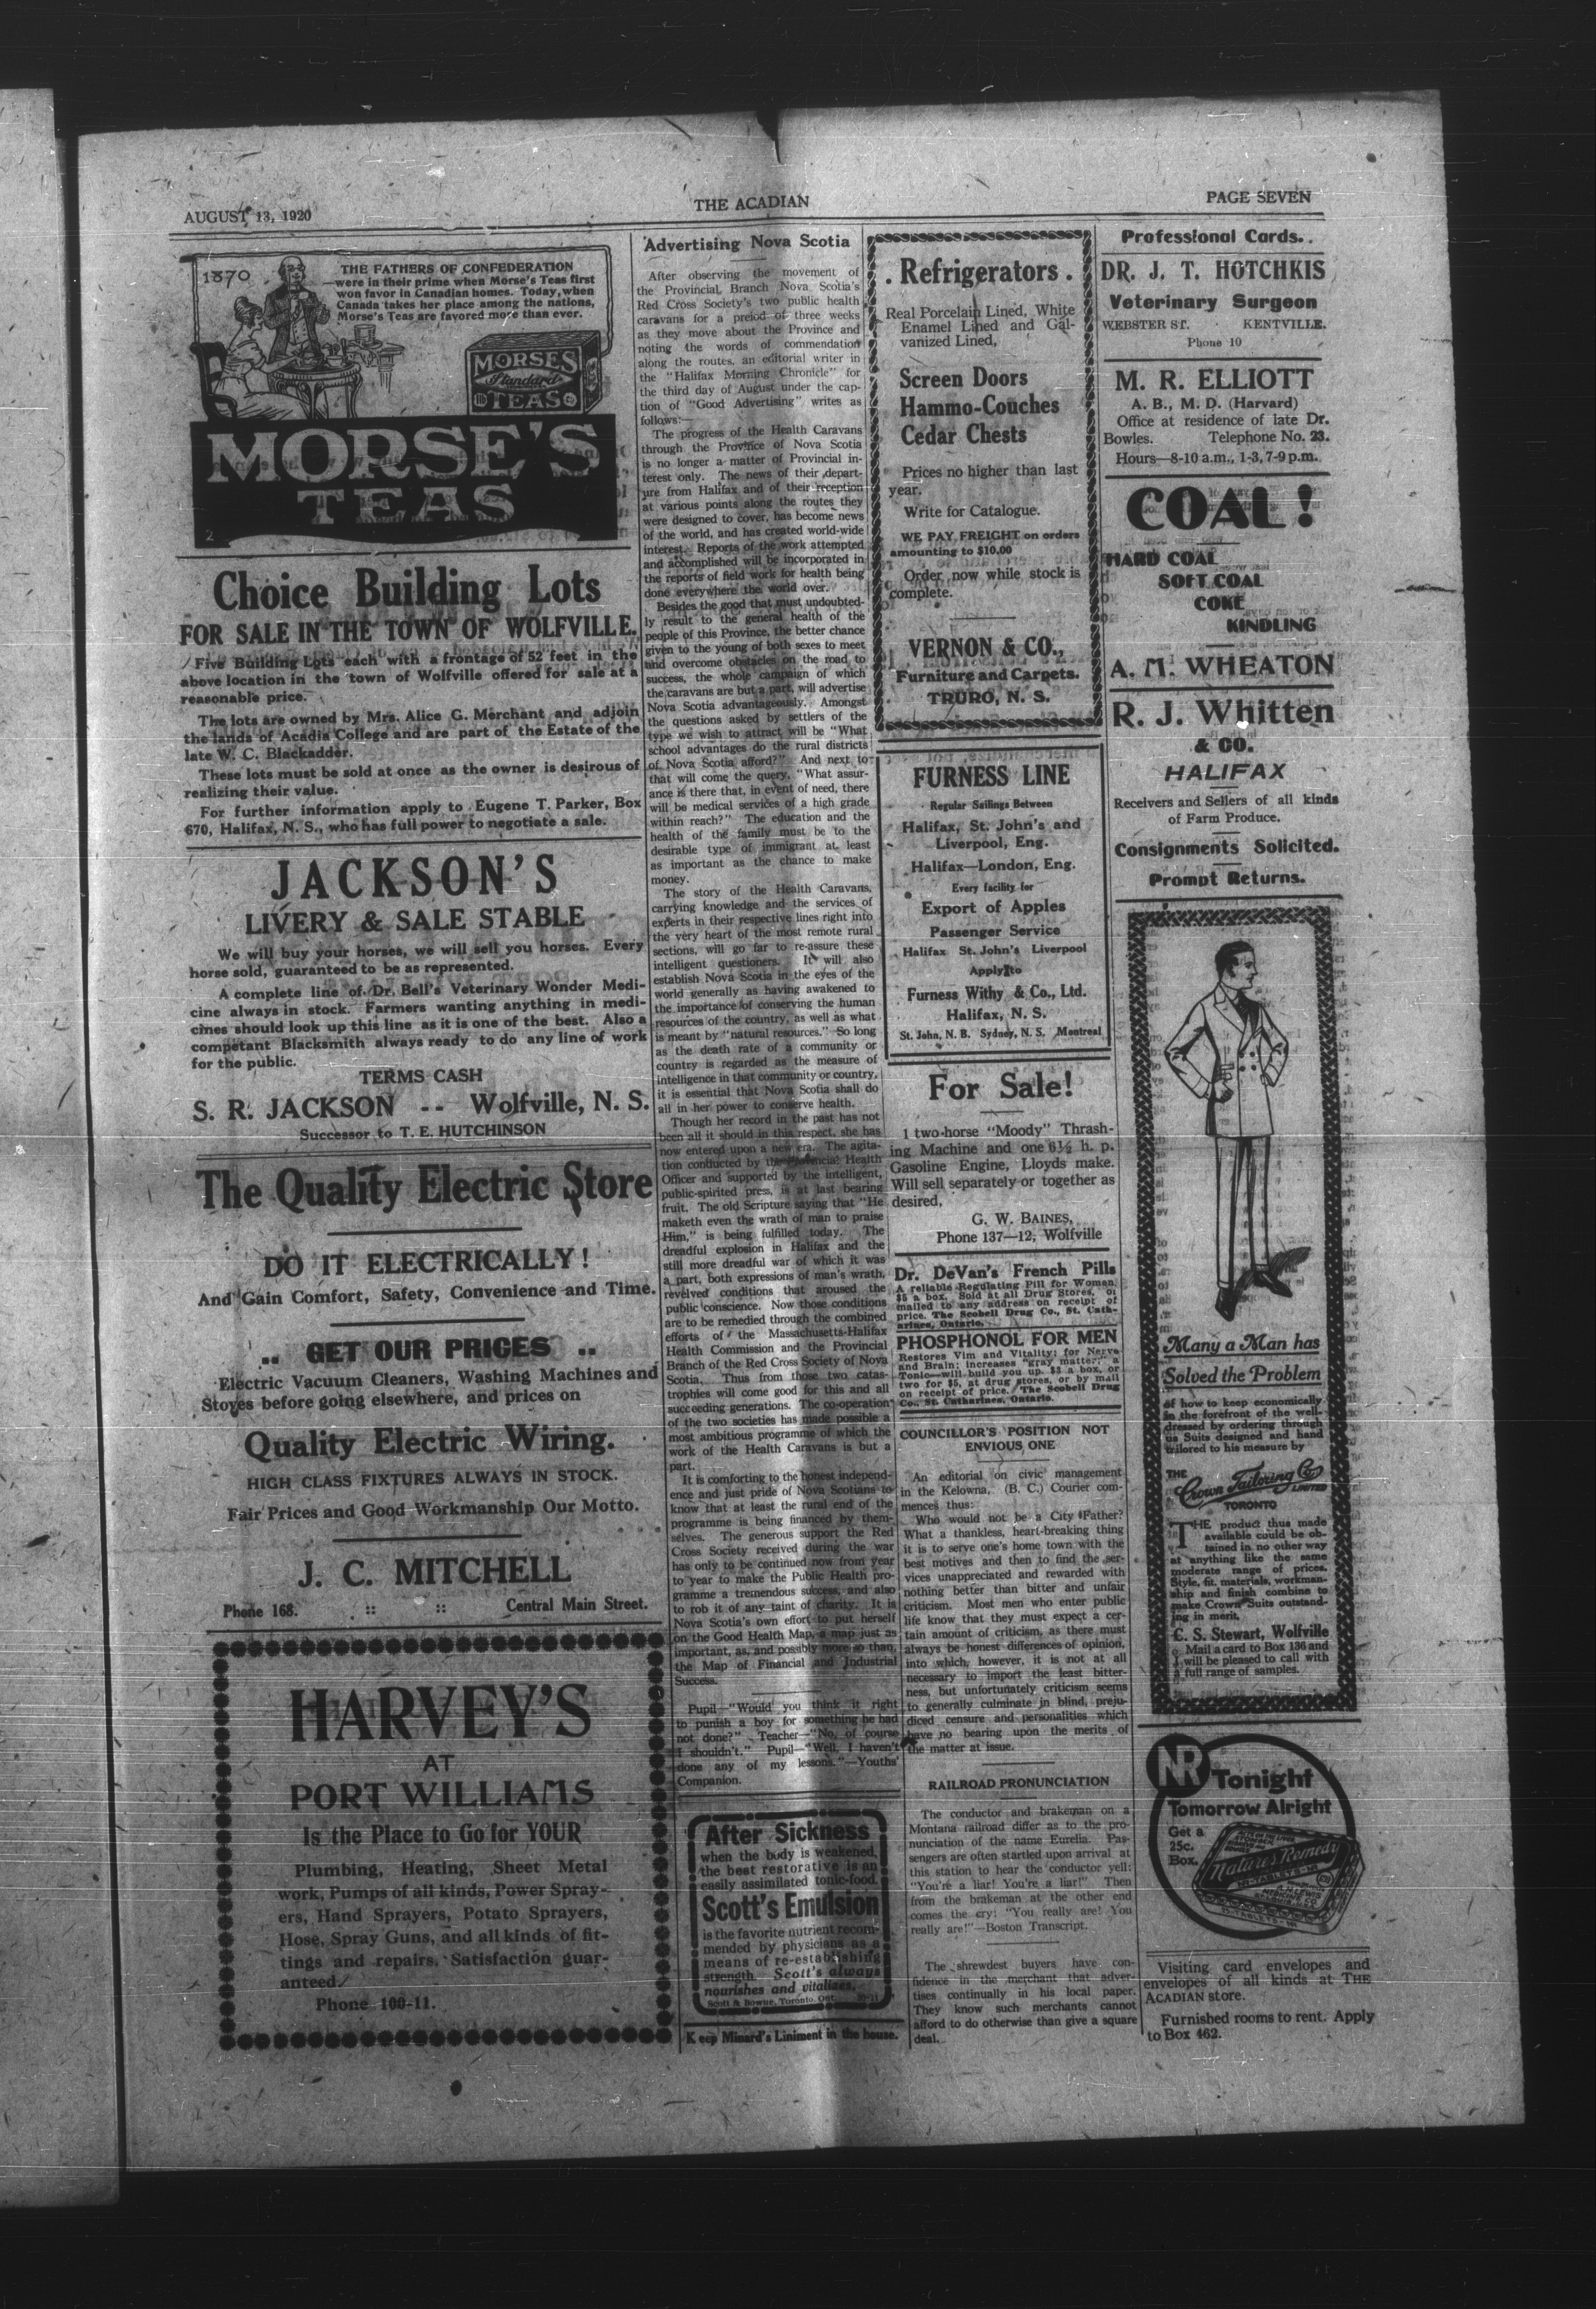 AUGUST 13, 1920
THE ACADIAN
PAGE SEVEN
1870
THE FATHERS OF CONFEDERATION
were in their prime when Morse's Teas first
won favor in Canadian homes. Today, when
Canada takes her place among the nations,
Morse's Teas are favored more than ever.
MORSES
Standard
TEAS
MORSE'S
TEAS
2
Choice Building Lots
FOR SALE IN THE TOWN OF WOLFVILLE.
Five Building Lots each with a frontage of 52 feet in the
above location in the town of Wolfville offered for sale at a
reasonable price.
The lots are owned by Mrs. Alice G. Merchant and adjoin
the lands of Acadia College and are part of the Estate of the
late W. C. Blackadder.
These lots must be sold at once as the owner is desirous of
realizing their value.
For further information apply to Eugene T. Parker, Box
670, Halifax, N. S., who has full power to negotiate a sale.
JACKSON'S
LIVERY & SALE STABLE
We will buy your horses, we will sell you horses. Every
horse sold, guaranteed to be as represented.
A complete line of Dr. Bell's Veterinary Wonder Medi-
cine always in stock. Farmers wanting anything in medi-
cines should look up this line as it is one of the best. Also a
competant Blacksmith always ready to do any line of work
for the public.
TERMS CASH
S. R. JACKSON -- Wolfville, N. S.
Successor to T. E. HUTCHINSON
The Quality Electric Store
DO IT ELECTRICALLY!
And Gain Comfort, Safety, Convenience and Time.
.. GET OUR PRICES ..
Electric Vacuum Cleaners, Washing Machines and
Stoves before going elsewhere, and prices on
Quality Electric Wiring.
HIGH CLASS FIXTURES ALWAYS IN STOCK.
Fair Prices and Good Workmanship Our Motto.
J. C. MITCHELL
Phone 168. :: :: Central Main Street.
HARVEY'S
AT
PORT WILLIAMS
Is the Place to Go for YOUR
Plumbing, Heating, Sheet Metal
work, Pumps of all kinds, Power Spray-
ers, Hand Sprayers, Potato Sprayers,
Hose, Spray Guns, and all kinds of fit-
tings and repairs. Satisfaction guar-
anteed.
Phone 100-11.
Advertising Nova Scotia
After observing the movement of
the Provincial Branch Nova Scotia's
Red Cross Society's two public health
caravans for a preiod of three weeks
as they move about the Province and
noting the words of commendation
along the routes, an editorial writer in
the "Halifax Morning Chronicle" for
the third day of August under the cap-
tion of "Good Advertising" writes as
follows:—
The progress of the Health Caravans
through the Province of Nova Scotia
is no longer a matter of Provincial in-
terest only. The news of their depart-
ure from Halifax and of their reception
at various points along the routes they
were designed to cover, has become news
of the world, and has created world-wide
interest. Reports of the work attempted
and accomplished will be incorporated in
the reports of field work for health being
done everywhere the world over.
Besides the good that must undoubted-
ly result to the general health of the
people of this Province, the better chance
given to the young of both sexes to meet
and overcome obstacles on the road to
success, the whole campaign of which
the caravans are but a part, will advertise
Nova Scotia advantageously. Amongst
the questions asked by settlers of the
type we wish to attract will be "What
school advantages do the rural districts
of Nova Scotia afford?" And next to
that will come the query, "What assur-
ance is there that, in event of need, there
will be medical services of a high grade
within reach?" The education and the
health of the family must be to the
desirable type of immigrant at least
as important as the chance to make
money.
The story of the Health Caravans,
carrying knowledge and the services of
experts in their respective lines right into
the very heart of the most remote rural
sections, will go far to re-assure these
intelligent questioners. It will also
establish Nova Scotia in the eyes of the
world generally as having awakened to
the importance of conserving the human
resources of the country, as well as what
is meant by "natural resources." So long
as the death rate of a community or
country is regarded as the measure of
intelligence in that community or country,
it is essential that Nova Scotia shall do
all in her power to conserve health.
Though her record in the past has not
been all it should in this respect, she has
now entered upon a new era. The agita-
tion conducted by the Provincial Health
Officer and supported by the intelligent,
public-spirited press, is at last bearing
fruit. The old Scripture saying that "He
maketh even the wrath of man to praise
Him," is being fulfilled today. The
dreadful explosion in Halifax and the
still more dreadful war of which it was
a part, both expressions of man's wrath,
revelved conditions that aroused the
public conscience. Now those conditions
are to be remedied through the combined
efforts of the Massachusetts-Halifax
Health Commission and the Provincial
Branch of the Red Cross Society of Nova
Scotia. Thus from those two catas-
trophies will come good for this and all
succeeding generations. The co-operation
of the two societies has made possible a
most ambitious programme of which the
work of the Health Caravans is but a
part.
It is comforting to the honest independ-
ence and just pride of Nova Scotians to
know that at least the rural end of the
programme is being financed by them-
selves. The generous support the Red
Cross Society received during the war
has only to be continued now from year
to year to make the Public Health pro-
gramme a tremendous success, and also
to rob it of any taint of charity. It is
Nova Scotia's own effort to put herself
on the Good Health Map, a map just as
important, as, and possibly more so than,
the Map of Financial and Industrial
Success.
Pupil—"Would you think it right
to punish a boy for something he had
not done?" Teacher—"No, of course
I shouldn't." Pupil—"Well, I haven't
done any of my lessons."—Youths'
Companion.
After Sickness
when the body is weakened,
the best restorative is an
easily assimilated tonic-food.
Scott's Emulsion
is the favorite nutrient recom-
mended by physicians as a
means of re-establishing
strength. Scott's always
nourishes and vitalizes.
Scott & Bowne, Toronto, Ont.
Keep Minard's Liniment in the house.
. Refrigerators .
Real Porcelain Lined, White
Enamel Lined and Gal-
vanized Lined,
Screen Doors
Hammo-Couches
Cedar Chests
Prices no higher than last
year.
Write for Catalogue.
WE PAY FREIGHT on orders
amounting to $10.00
Order now while stock is
complete.
VERNON & CO.,
Furniture and Carpets.
TRURO, N. S.
FURNESS LINE
Regular Sailings Between
Halifax, St. John's and
Liverpool, Eng.
Halifax—London, Eng.
Every facility for
Export of Apples
Passenger Service
Halifax St. John's Liverpool
Apply to
Furness Withy & Co., Ltd.
Halifax, N. S.
St. John, N. B. Sydney, N. S. Montreal
For Sale!
1 two-horse "Moody" Thrash-
ing Machine and one 6½ h. p.
Gasoline Engine, Lloyds make.
Will sell separately or together as
desired,
G. W. BAINES,
Phone 137—12, Wolfville
Dr. DeVan's French Pills
A reliable Regulating Pill for Women.
$5 a box. Sold at all Drug Stores, or
mailed to any address on receipt of
price. The Scobell Drug Co., St. Cath-
arines, Ontario.
PHOSPHONOL FOR MEN
Restores Vim and Vitality; for Nerve
and Brain; increases "gray matter;" a
Tonic—will build you up. $3 a box, or
two for $5, at drug stores, or by mail
on receipt of price. The Scobell Drug
Co., St. Catharines, Ontario.
COUNCILLOR'S POSITION NOT
ENVIOUS ONE
An editorial on civic management
in the Kelowna, (B. C.) Courier com-
mences thus:
Who would not be a City Father?
What a thankless, heart-breaking thing
it is to serve one's home town with the
best motives and then to find the ser-
vices unappreciated and rewarded with
nothing better than bitter and unfair
criticism. Most men who enter public
life know that they must expect a cer-
tain amount of criticism, as there must
always be honest differences of opinion,
into which, however, it is not at all
necessary to import the least bitter-
ness, but unfortunately criticism seems
to generally culminate in blind, preju-
diced censure and personalities which
have no bearing upon the merits of
the matter at issue.
RAILROAD PRONUNCIATION
The conductor and brakeman on a
Montana railroad differ as to the pro-
nunciation of the name Eurelia. Pas-
sengers are often startled upon arrival at
this station to hear the conductor yell:
"You're a liar! You're a liar!" Then
from the brakeman at the other end
comes the cry: "You really are! You
really are!"—Boston Transcript.
The shrewdest buyers have con-
fidence in the merchant that adver-
tises continually in his local paper.
They know such merchants cannot
afford to do otherwise than give a square
deal.
Professional Cards.
DR. J. T. HOTCHKIS
Veterinary Surgeon
WEBSTER ST. KENTVILLE.
Phone 10
M. R. ELLIOTT
A. B., M. D. (Harvard)
Office at residence of late Dr.
Bowles. Telephone No. 23.
Hours—8-10 a.m., 1-3, 7-9 p.m.
COAL!
HARD COAL
SOFT COAL
COKE
KINDLING
A. M. WHEATON
R. J. Whitten
& CO.
HALIFAX
Receivers and Sellers of all kinds
of Farm Produce.
Consignments Solicited.
Prompt Returns.
Many a Man has
Solved the Problem
of how to keep economically
in the forefront of the well-
dressed by ordering through
us Suits designed and hand
tailored to his measure by
THE
Crown Tailoring Co.
LIMITED
TORONTO
THE product thus made
available could be ob-
tained in no other way
at anything like the same
moderate range of prices.
Style, fit, materials, workman-
ship and finish combine to
make Crown Suits outstand-
ing in merit.
C. S. Stewart, Wolfville
Mail a card to Box 136 and
I will be pleased to call with
a full range of samples.
NR Tonight
Tomorrow Alright
Get a
25c.
Box.
Nature's Remedy
NR-TABLETS-NR
Visiting card envelopes and
envelopes of all kinds at THE
ACADIAN store.
Furnished rooms to rent. Apply
to Box 462.